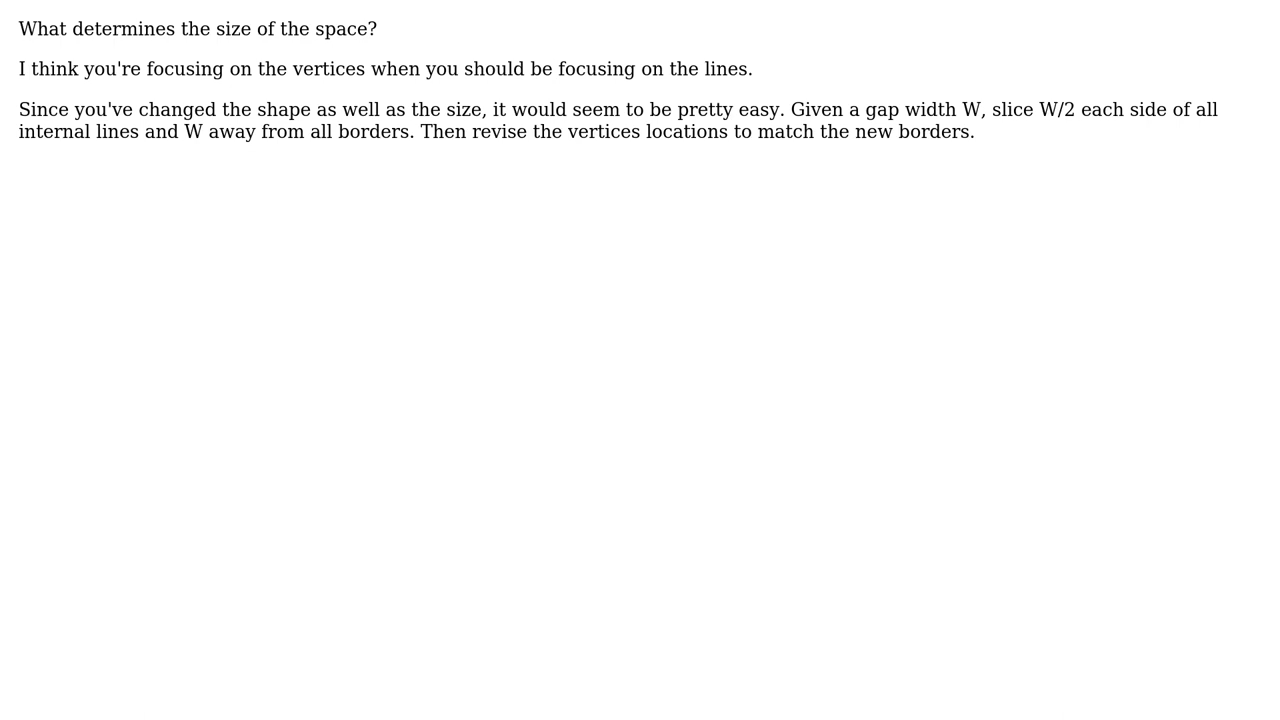 What determines the size of the space?
I think you're focusing on the vertices when you should be focusing on the lines.
Since you've changed the shape as well as the size, it would seem to be pretty easy. Given a gap width W, slice W/2 each side of all
internal lines and W away from all borders. Then revise the vertices locations to match the new borders.